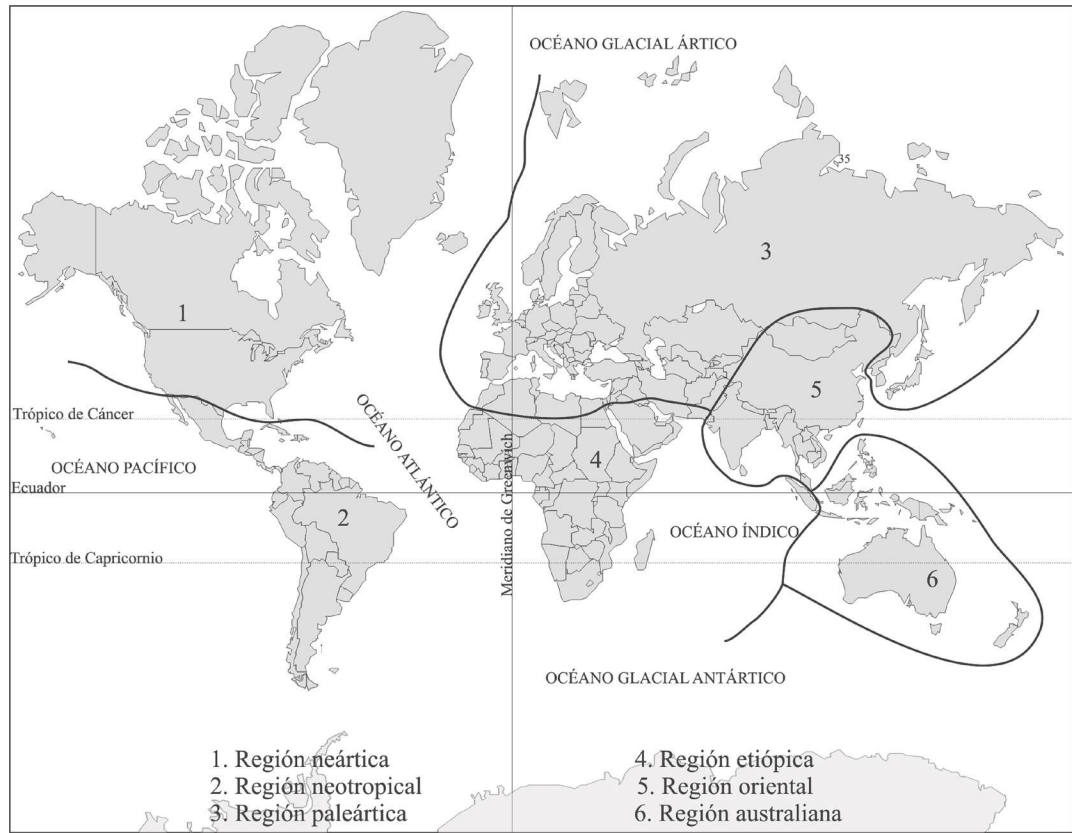 OCÉANO GLACIAL ÁRTICO
35
3
1
5
Trópico de Cáncer
OCÉANO ATLÁNTICO
OCÉANO PACÍFICO
4
Meridiano de Greenwich
Ecuador
2
OCÉANO ÍNDICO
Trópico de Capricornio
6
OCÉANO GLACIAL ANTÁRTICO
1. Región neártica
2. Región neotropical
3. Región paleártica
4. Región etiópica
5. Región oriental
6. Región australiana